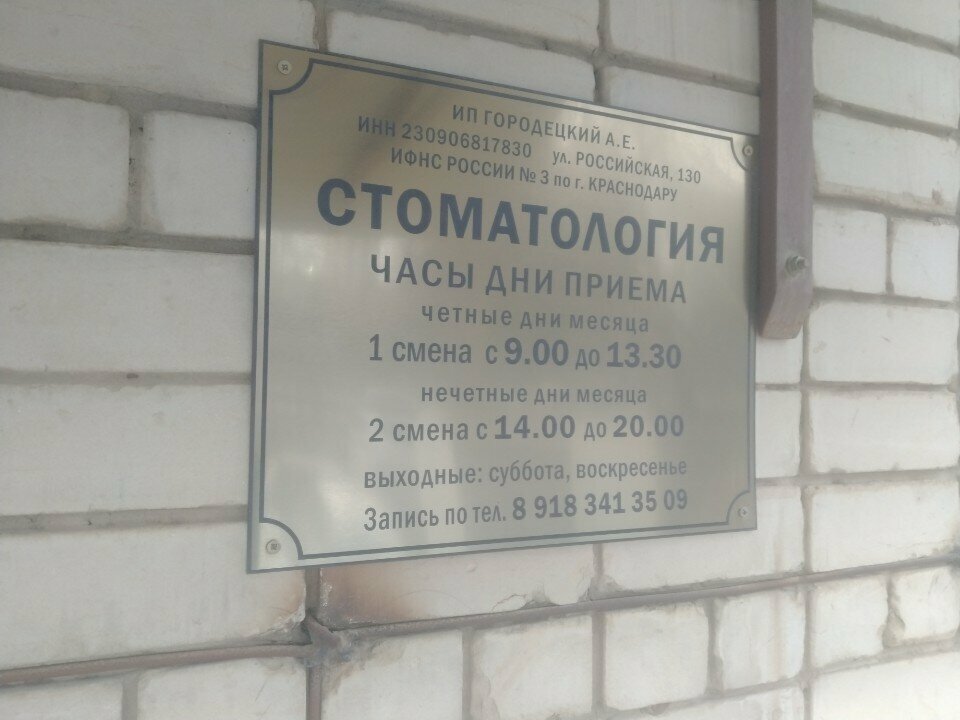 ИП ГОРОДЕЦКИЙ А.Е.
ИНН 230906817830 ул. РОССИЙСКАЯ, 130
ИФНС РОССИИ № 3 по г. КРАСНОДАРУ
СТОМАТОЛОГИЯ
ЧАСЫ ДНИ ПРИЕМА
четные дни месяца
1 смена с 9.00 до 13.30
нечетные дни месяца
2 смена с 14.00 до 20.00
выходные: суббота, воскресенье
Запись по тел. 8 918 341 35 09